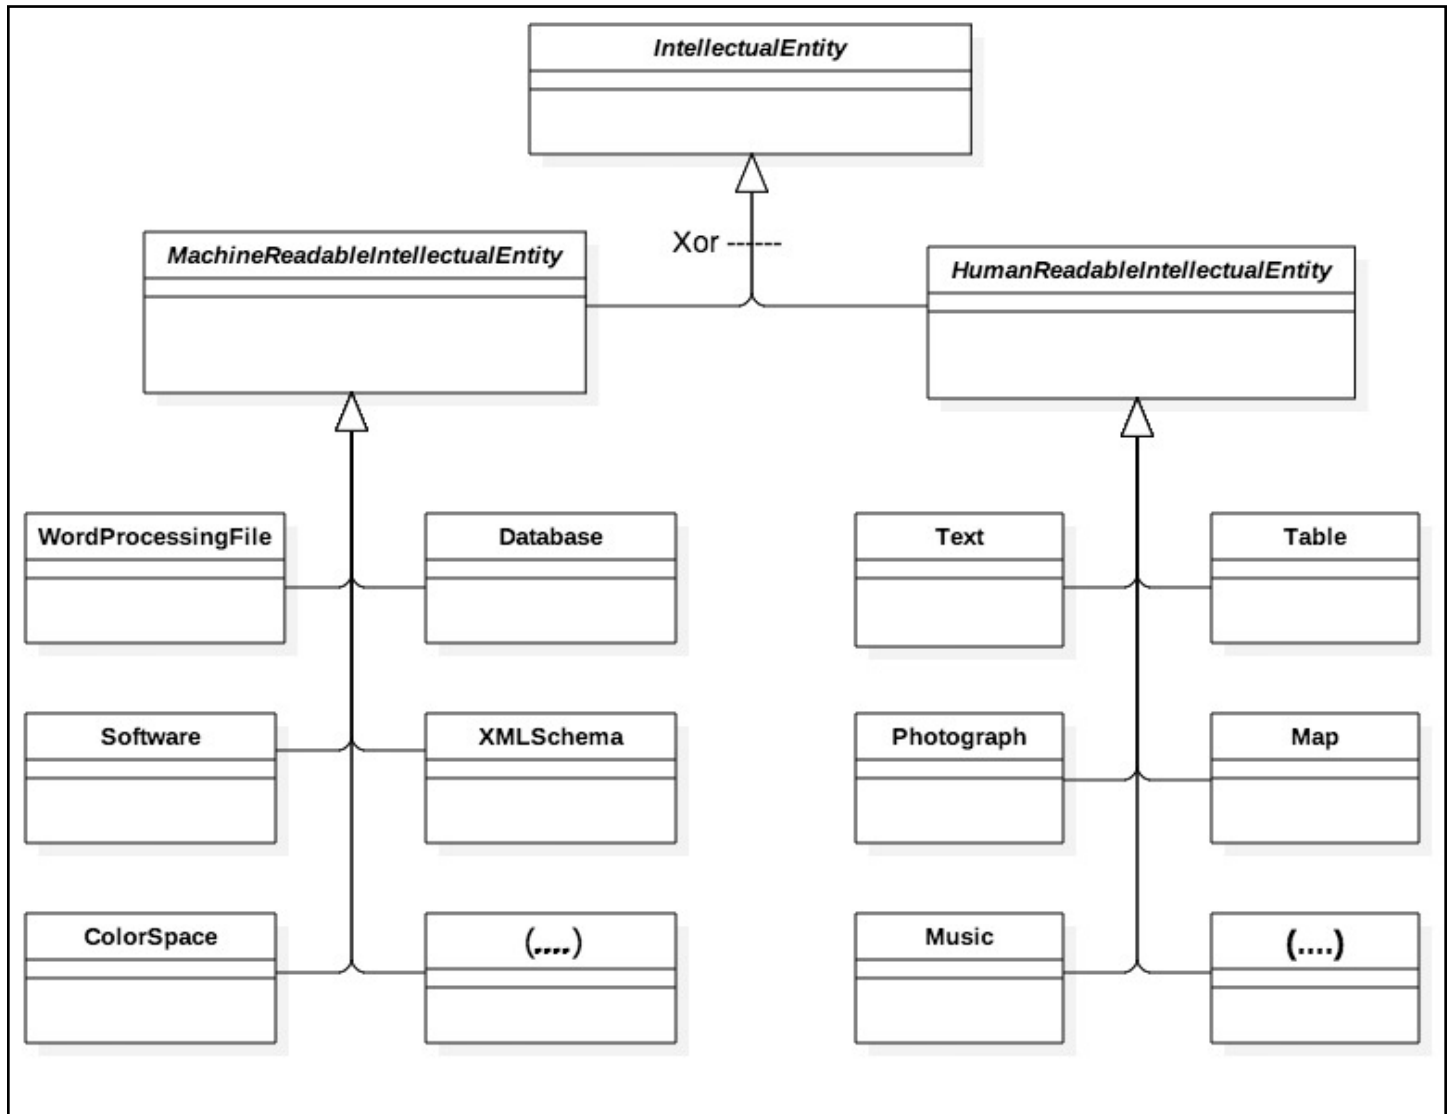 IntellectualEntity
Xor
MachineReadableIntellectualEntity
HumanReadableIntellectualEntity
WordProcessingFile
Database
Text
Table
Software
XMLSchema
Photograph
Map
ColorSpace
(,,,,)
Music
(....)